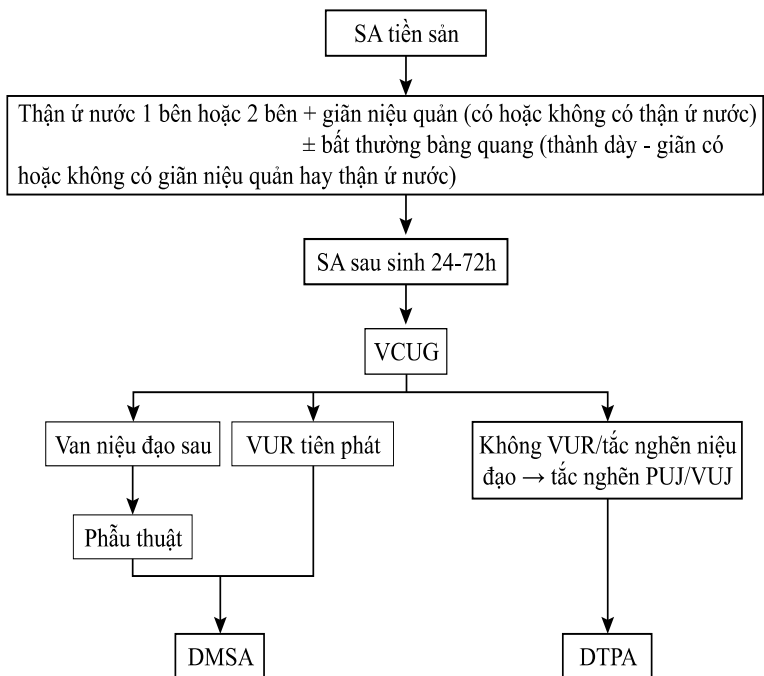 SA tiền sản
Thận ứ nước 1 bên hoặc 2 bên + giãn niệu quản (có hoặc không có thận ứ nước)
± bất thường bàng quang (thành dày - giãn có
hoặc không có giãn niệu quản hay thận ứ nước)
SA sau sinh 24-72h
VCUG
Van niệu đạo sau
VUR tiên phát
Không VUR/tắc nghẽn niệu
đạo → tắc nghẽn PUJ/VUJ
Phẫu thuật
DMSA
DTPA